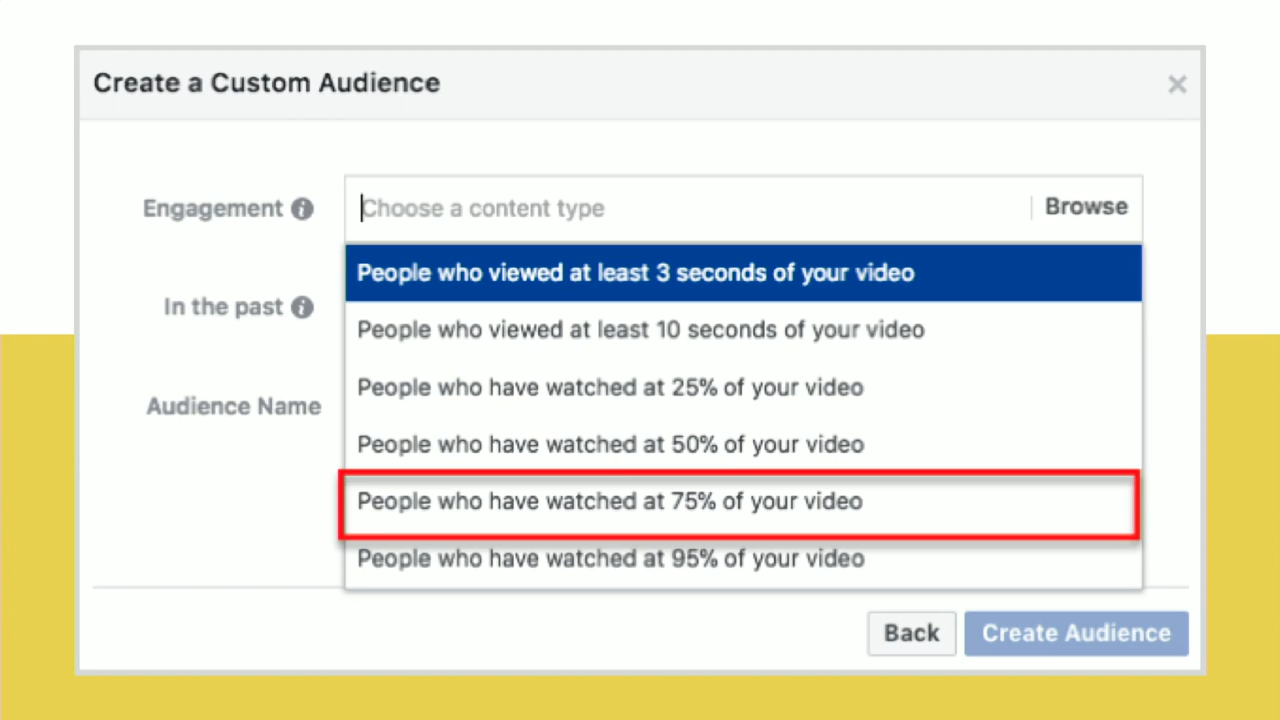 Create a Custom Audience
Engagement
Choose a content type
Browse
People who viewed at least 3 seconds of your video
In the past
People who viewed at least 10 seconds of your video
People who have watched at 25% of your video
Audience Name
People who have watched at 50% of your video
People who have watched at 75% of your video
People who have watched at 95% of your video
Back
Create Audience